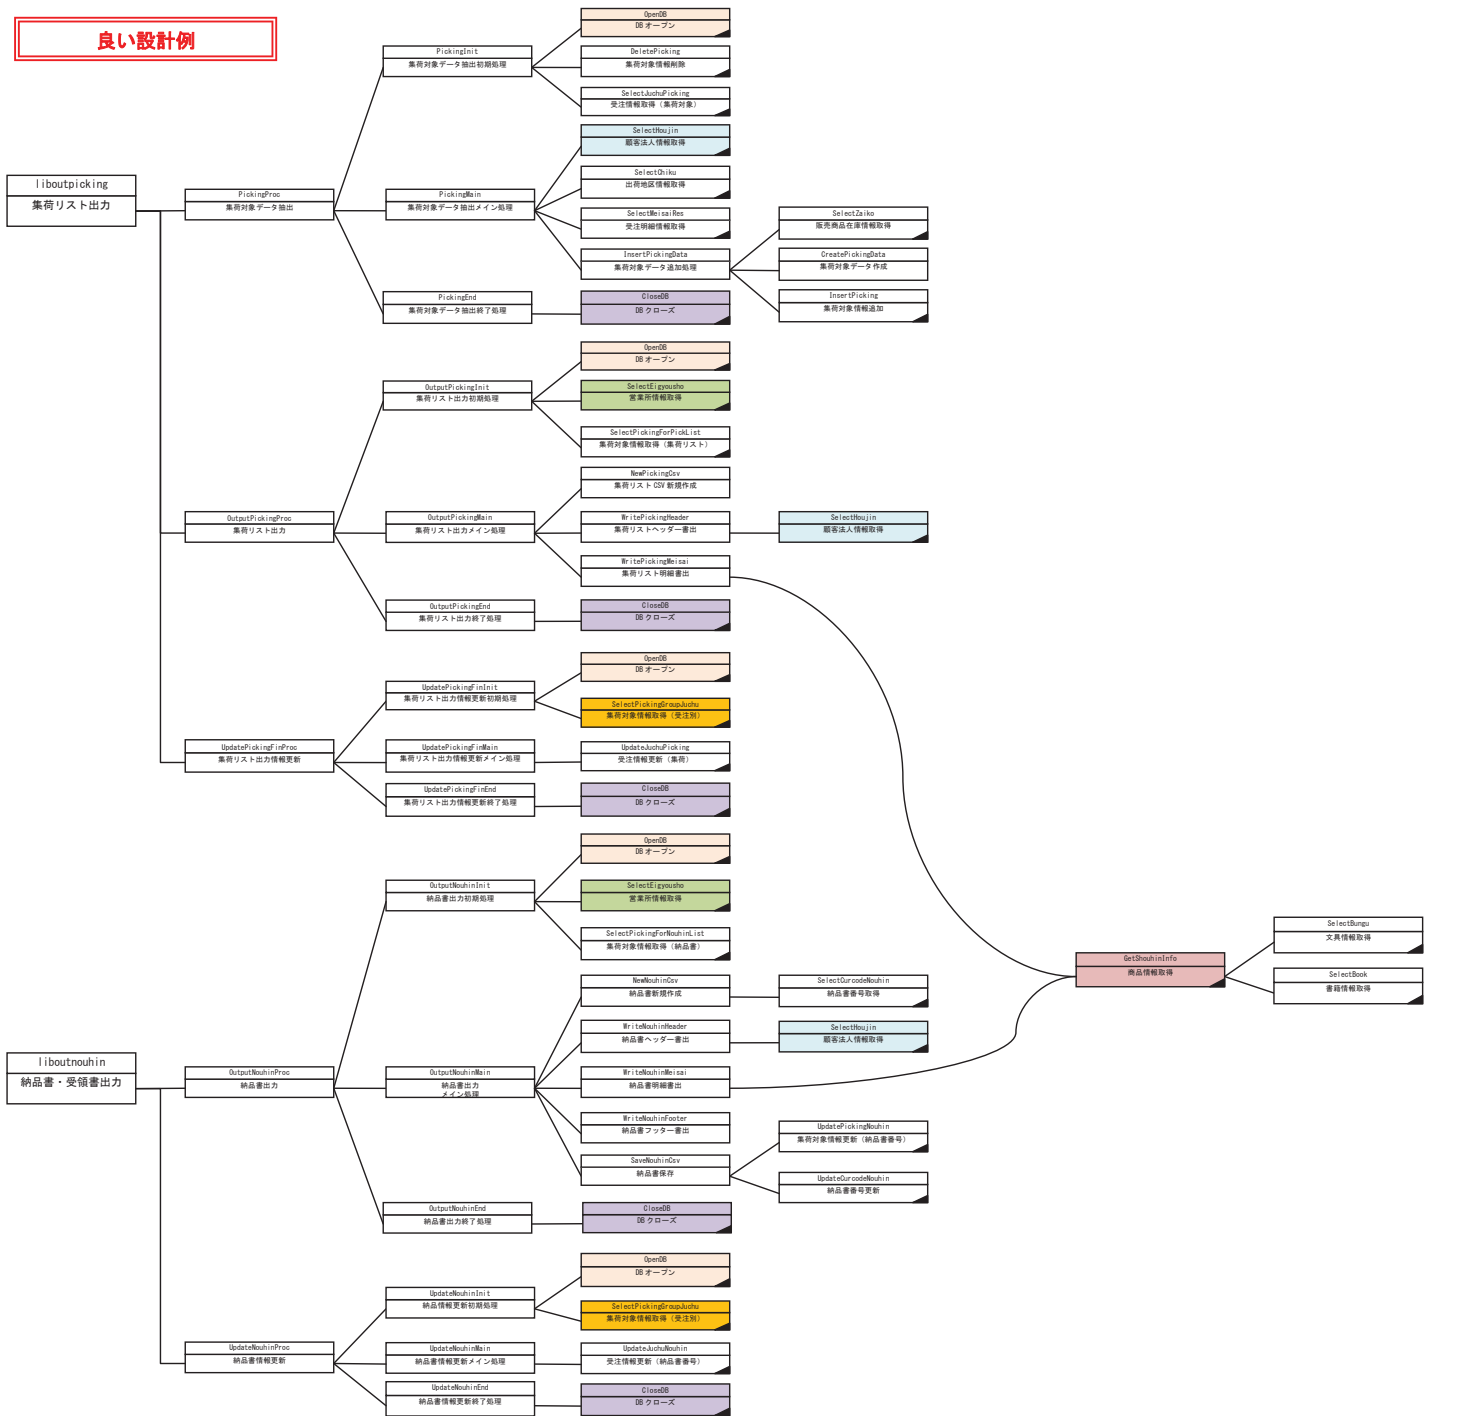 良い設計例
liboutpicking
集荷リスト出力
PickingProc
集荷対象データ抽出
PickingInit
集荷対象データ抽出初期処理
OpenDB
DB オープン
DeletePicking
集荷対象情報削除
SelectJuchuPicking
受注情報取得（集荷対象）
PickingMain
集荷対象データ抽出メイン処理
SelectHoujin
顧客法人情報取得
SelectChiku
出荷地区情報取得
SelectMeisaiRes
受注明細情報取得
InsertPickingData
集荷対象データ追加処理
SelectZaiko
販売商品在庫情報取得
CreatePickingData
集荷対象データ作成
InsertPicking
集荷対象情報追加
PickingEnd
集荷対象データ抽出終了処理
CloseDB
DB クローズ
OutputPickingProc
集荷リスト出力
OutputPickingInit
集荷リスト出力初期処理
OpenDB
DB オープン
SelectEigyousho
営業所情報取得
SelectPickingForPickList
集荷対象情報取得（集荷リスト）
OutputPickingMain
集荷リスト出力メイン処理
NewPickingCsv
集荷リスト CSV 新規作成
WritePickingHeader
集荷リストヘッダー書出
SelectHoujin
顧客法人情報取得
WritePickingMeisai
集荷リスト明細書出
OutputPickingEnd
集荷リスト出力終了処理
CloseDB
DB クローズ
UpdatePickingFinProc
集荷リスト出力情報更新
UpdatePickingFinInit
集荷リスト出力情報更新初期処理
OpenDB
DB オープン
SelectPickingGroupJuchu
集荷対象情報取得（受注別）
UpdatePickingFinMain
集荷リスト出力情報更新メイン処理
UpdateJuchuPicking
受注情報更新（集荷）
UpdatePickingFinEnd
集荷リスト出力情報更新終了処理
CloseDB
DB クローズ
liboutnouhin
納品書・受領書出力
OutputNouhinProc
納品書出力
OutputNouhinInit
納品書出力初期処理
OpenDB
DB オープン
SelectEigyousho
営業所情報取得
SelectPickingForNouhinList
集荷対象情報取得（納品書）
OutputNouhinMain
納品書出力
メイン処理
NewNouhinCsv
納品書新規作成
SelectCurcodeNouhin
納品書番号取得
WriteNouhinHeader
納品書ヘッダー書出
SelectHoujin
顧客法人情報取得
WriteNouhinMeisai
納品書明細書出
GetShouhinInfo
商品情報取得
SelectBungu
文具情報取得
SelectBook
書籍情報取得
WriteNouhinFooter
納品書フッター書出
SaveNouhinCsv
納品書保存
UpdatePickingNouhin
集荷対象情報更新（納品書番号）
UpdateCurcodeNouhin
納品書番号更新
OutputNouhinEnd
納品書出力終了処理
CloseDB
DB クローズ
UpdateNouhinProc
納品書情報更新
UpdateNouhinInit
納品情報更新初期処理
OpenDB
DB オープン
SelectPickingGroupJuchu
集荷対象情報取得（受注別）
UpdateNouhinMain
納品書情報更新メイン処理
UpdateJuchuNouhin
受注情報更新（納品書番号）
UpdateNouhinEnd
納品書情報更新終了処理
CloseDB
DB クローズ